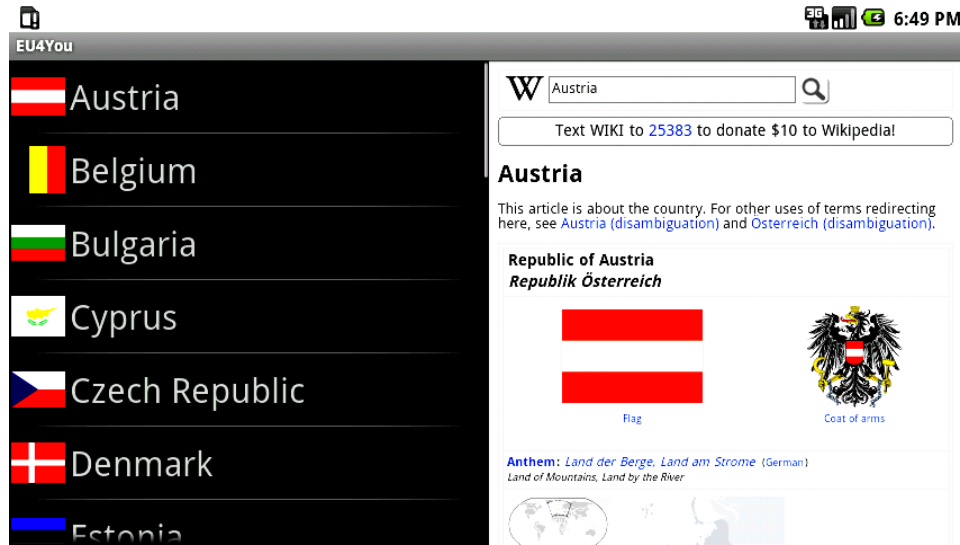 3G 6:49 PM
EU4You
Austria
Belgium
Bulgaria
Cyprus
Czech Republic
Denmark
Estonia
W Austria
Text WIKI to 25383 to donate $10 to Wikipedia!
Austria
This article is about the country. For other uses of terms redirecting
here, see Austria (disambiguation) and Österreich (disambiguation).
Republic of Austria
Republik Österreich
Flag
Coat of arms
Anthem: Land der Berge, Land am Strome (German)
Land of Mountains, Land by the River